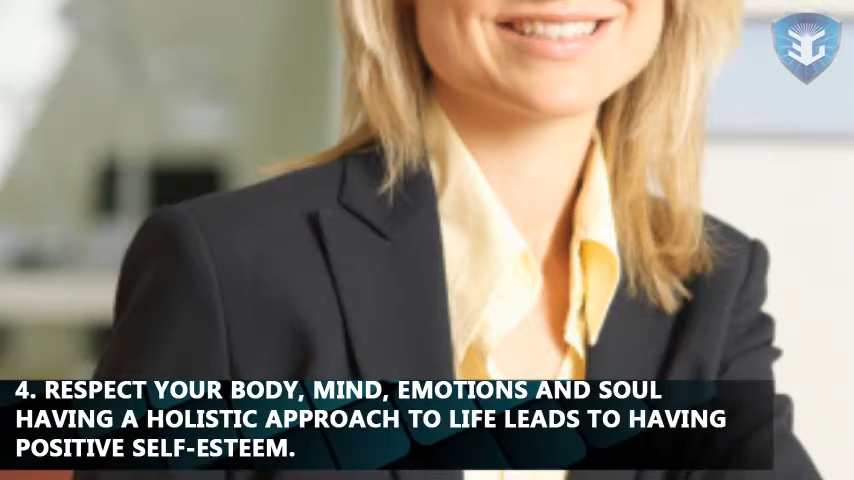 4. RESPECT YOUR BODY, MIND, EMOTIONS AND SOUL
HAVING A HOLISTIC APPROACH TO LIFE LEADS TO HAVING
POSITIVE SELF-ESTEEM.